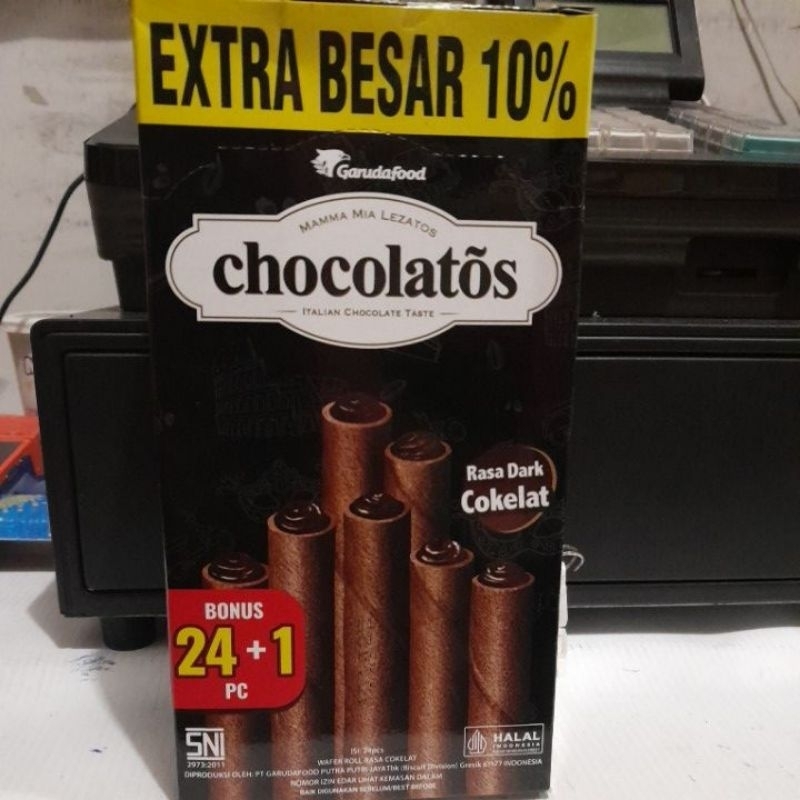 EXTRA BESAR 10%
Garudafood
MAMMA MIA LEZATOS
chocolatõs
ITALIAN CHOCOLATE TASTE
Rasa Dark
Cokelat
BONUS
24+1
PC
SNI
2973:2011
HALAL
INDONESIA
ISI: 24pcs
WAFER ROLL RASA COKELAT
DIPRODUKSI OLEH: PT GARUDAFOOD PUTRA PUTRI JAYA Tbk (Biscuit Division) Gresik 61177 INDONESIA
NOMOR IZIN EDAR LIHAT KEMASAN DALAM
BAIK DIGUNAKAN SEBELUM/BEST BEFORE